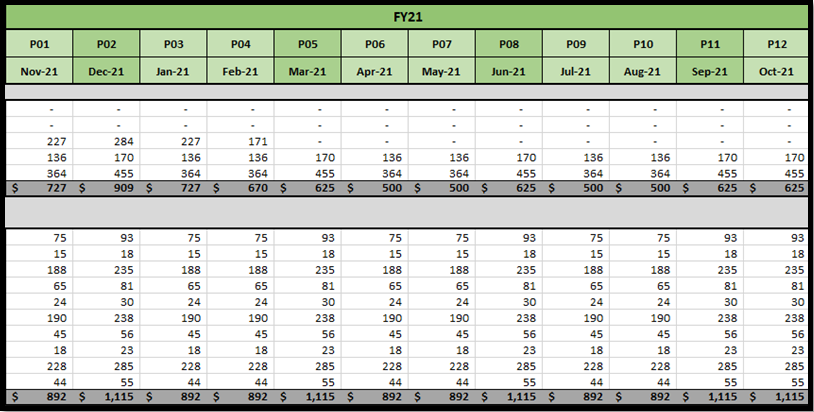 FY21
P01 P02 P03 P04 P05 P06 P07 P08 P09 P10 P11 P12
Nov-21 Dec-21 Jan-21 Feb-21 Mar-21 Apr-21 May-21 Jun-21 Jul-21 Aug-21 Sep-21 Oct-21
- - - - - - - - - - - -
- - - - - - - - - - - -
227 284 227 171 - - - - - - - -
136 170 136 136 170 136 136 170 136 136 170 170
364 455 364 364 455 364 364 455 364 364 455 455
$ 727 $ 909 $ 727 $ 670 $ 625 $ 500 $ 500 $ 625 $ 500 $ 500 $ 625 $ 625
75 93 75 75 93 75 75 93 75 75 93 93
15 18 15 15 18 15 15 18 15 15 18 18
188 235 188 188 235 188 188 235 188 188 235 235
65 81 65 65 81 65 65 81 65 65 81 81
24 30 24 24 30 24 24 30 24 24 30 30
190 238 190 190 238 190 190 238 190 190 238 238
45 56 45 45 56 45 45 56 45 45 56 56
18 23 18 18 23 18 18 23 18 18 23 23
228 285 228 228 285 228 228 285 228 228 285 285
44 55 44 44 55 44 44 55 44 44 55 55
$ 892 $ 1,115 $ 892 $ 892 $ 1,115 $ 892 $ 892 $ 1,115 $ 892 $ 892 $ 1,115 $ 1,115